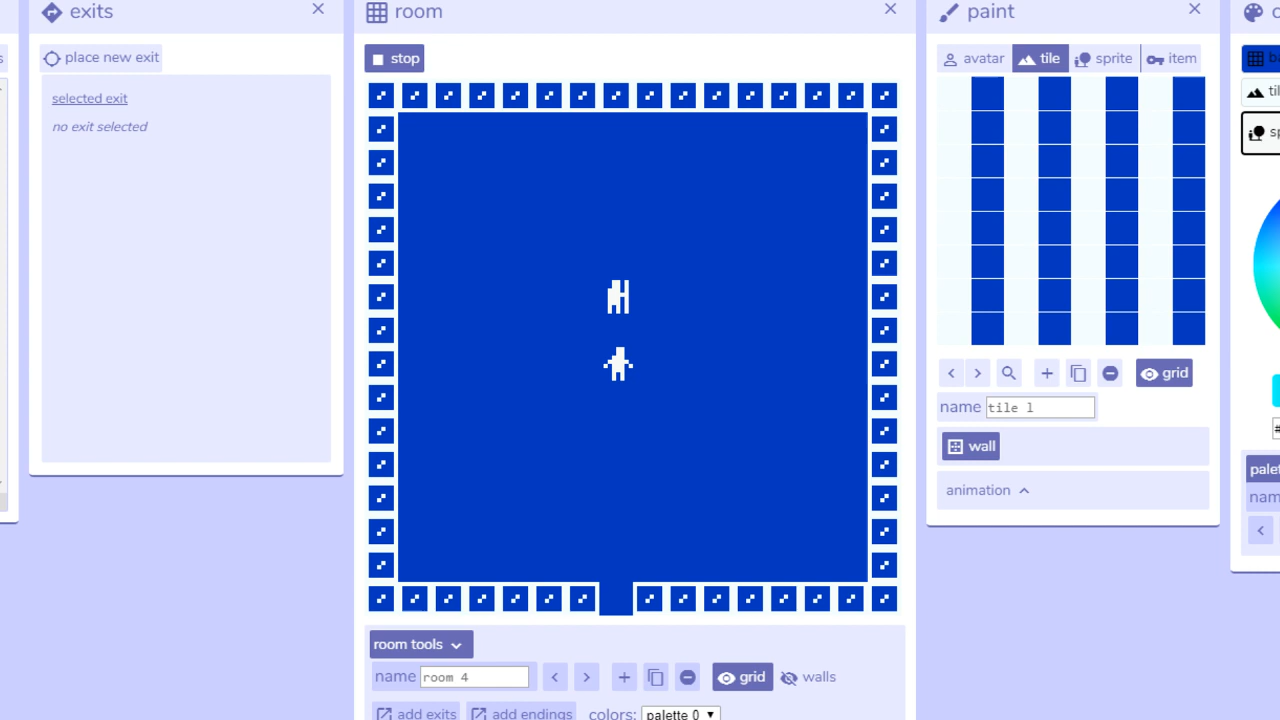 exits
place new exit
selected exit
no exit selected
room
stop
room tools
name room 4
grid
walls
add exits
add endings
colors: palette 0
paint
avatar
tile
sprite
item
grid
name tile 1
wall
animation